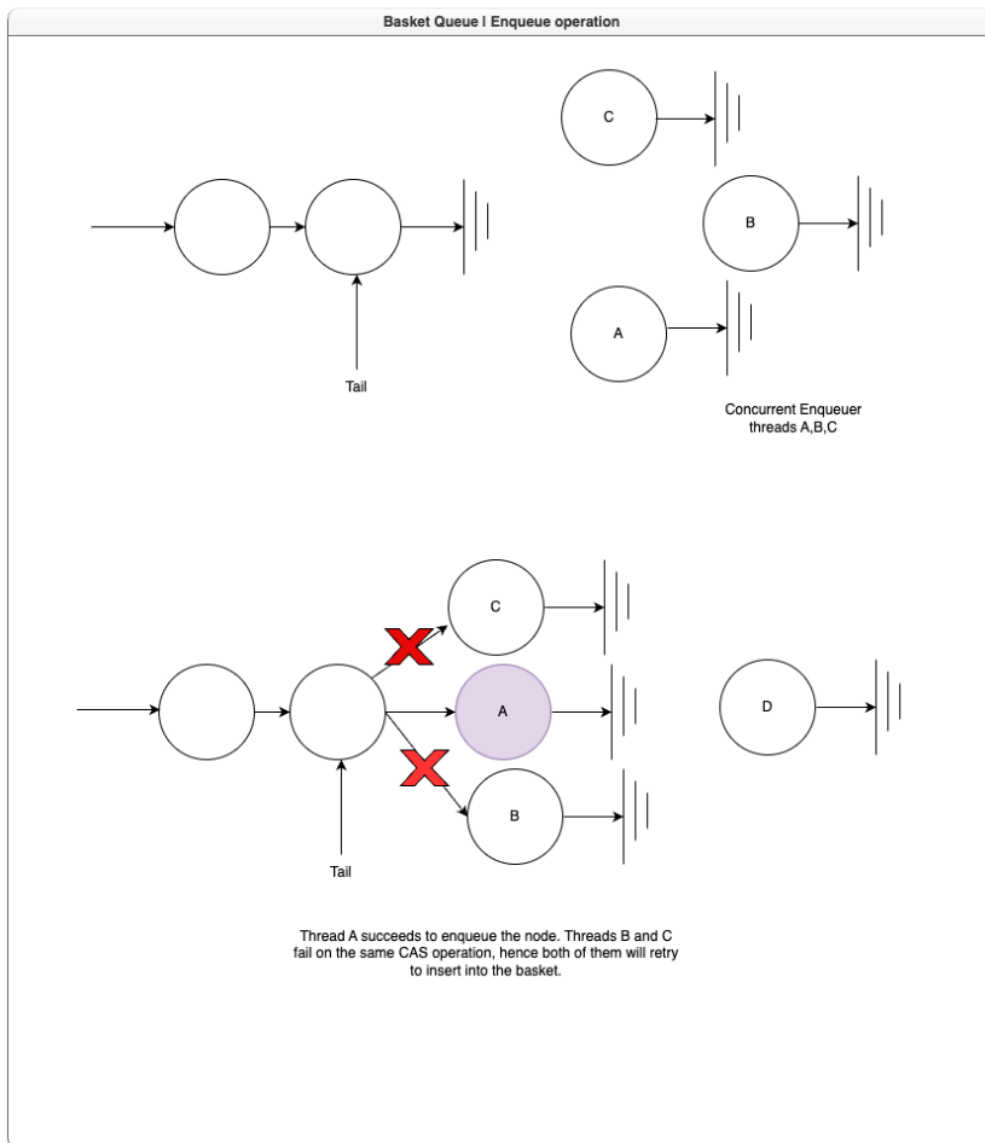 Basket Queue | Enqueue operation
C
B
A
Tail
Concurrent Enqueuer
threads A,B,C
C
A
D
B
Tail
Thread A succeeds to enqueue the node. Threads B and C
fail on the same CAS operation, hence both of them will retry
to insert into the basket.